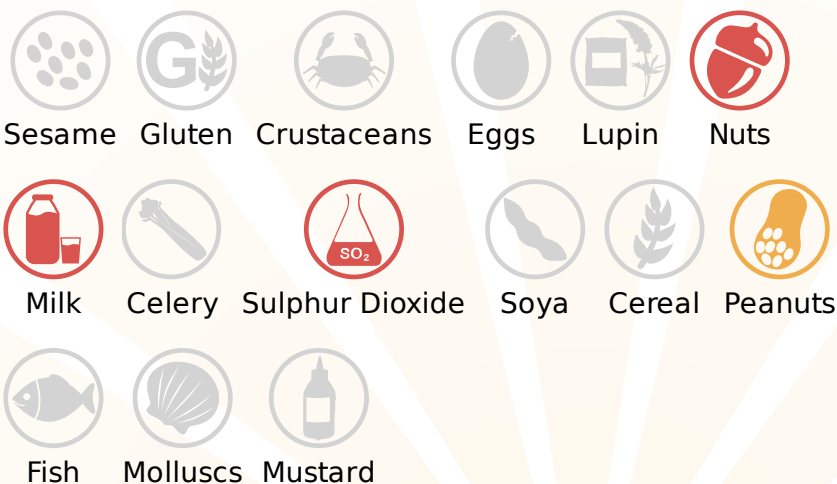 G
Sesame Gluten Crustaceans Eggs Lupin Nuts
SO₂
Milk Celery Sulphur Dioxide Soya Cereal Peanuts
Fish Molluscs Mustard